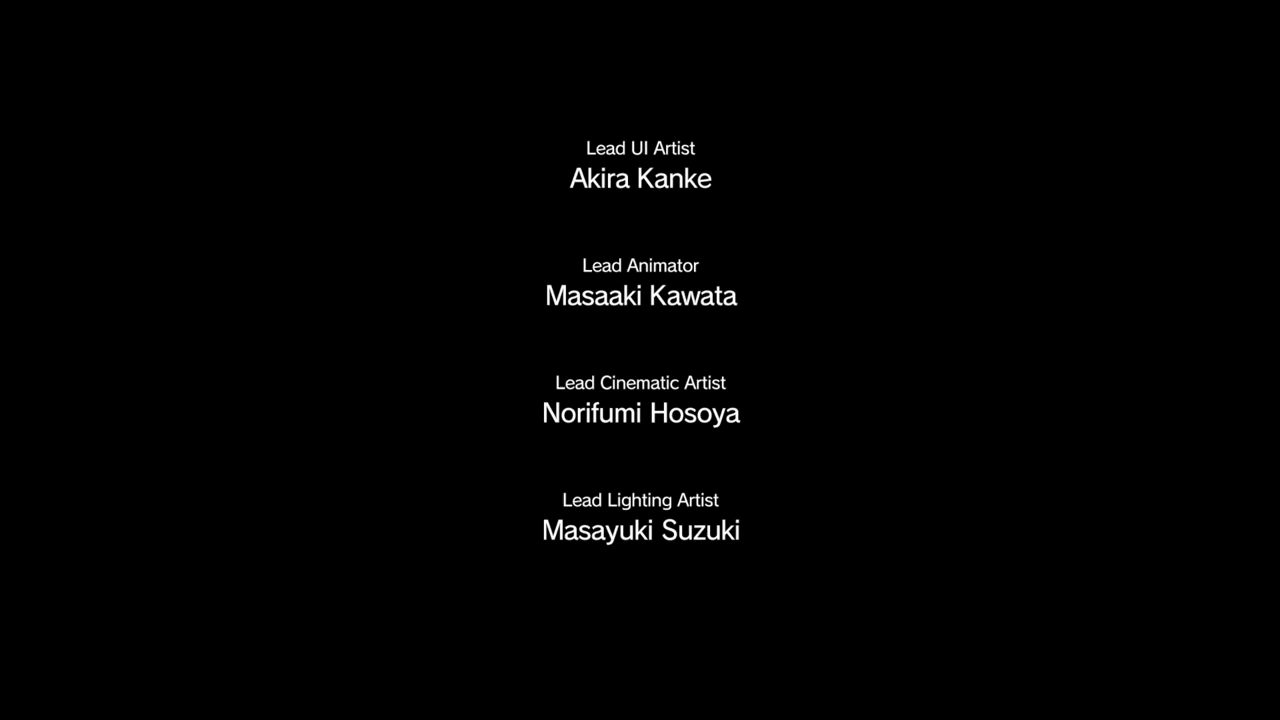 Lead UI Artist
Akira Kanke
Lead Animator
Masaaki Kawata
Lead Cinematic Artist
Norifumi Hosoya
Lead Lighting Artist
Masayuki Suzuki